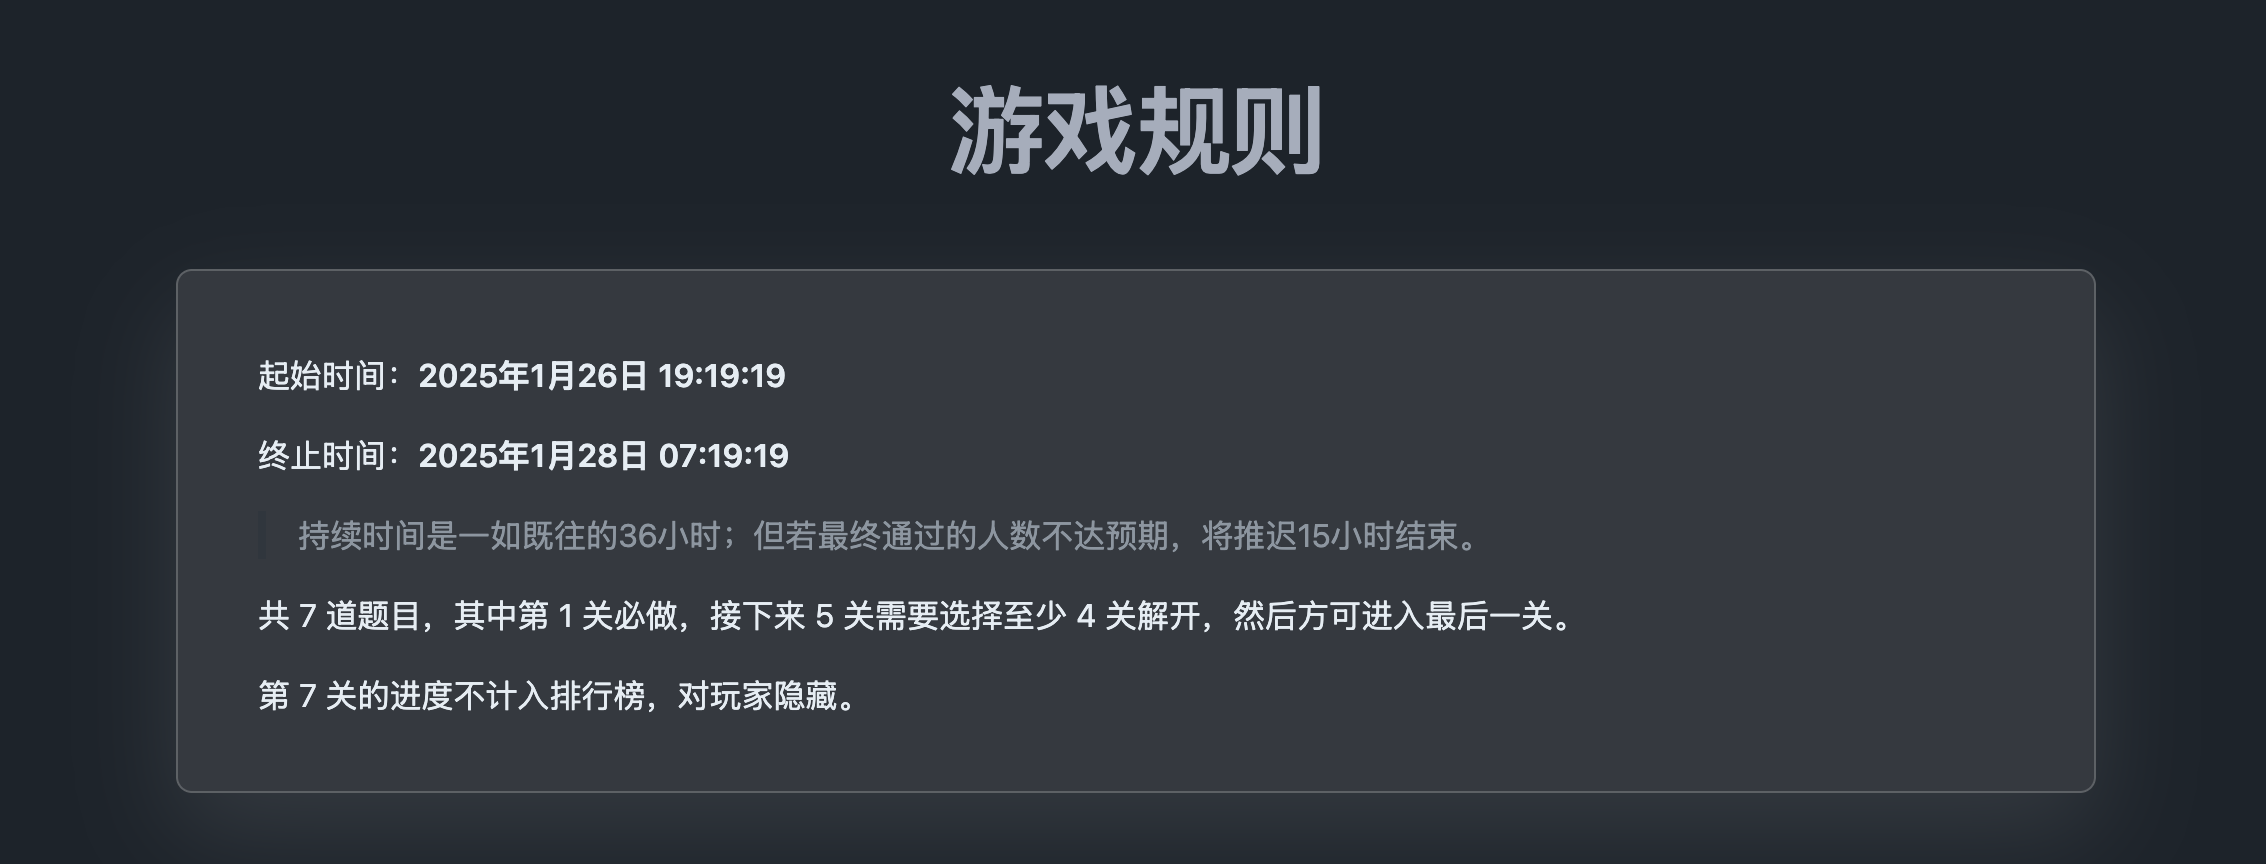 游戏规则
起始时间：2025年1月26日 19:19:19
终止时间：2025年1月28日 07:19:19
持续时间是一如既往的36小时；但若最终通过的人数不达预期，将推迟15小时结束。
共 7 道题目，其中第 1 关必做，接下来 5 关需要选择至少 4 关解开，然后方可进入最后一关。
第 7 关的进度不计入排行榜，对玩家隐藏。